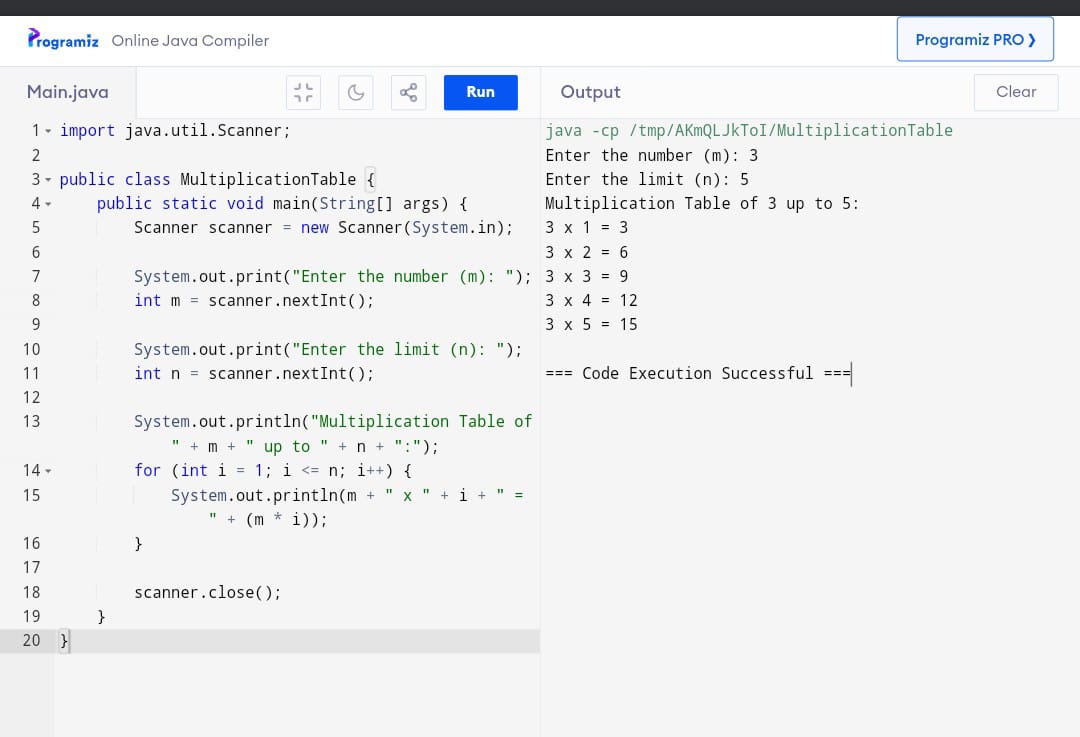 Programiz Online Java Compiler
Programiz PRO ❯
Main.java
Run
Output
Clear
1 import java.util.Scanner;
2
3 public class MultiplicationTable {
4     public static void main(String[] args) {
5         Scanner scanner = new Scanner(System.in);
6
7         System.out.print("Enter the number (m): ");
8         int m = scanner.nextInt();
9
10         System.out.print("Enter the limit (n): ");
11         int n = scanner.nextInt();
12
13         System.out.println("Multiplication Table of
            " + m + " up to " + n + ":");
14         for (int i = 1; i <= n; i++) {
15             System.out.println(m + " x " + i + " =
                " + (m * i));
16         }
17
18         scanner.close();
19     }
20 }
java -cp /tmp/AKmQLJkToI/MultiplicationTable
Enter the number (m): 3
Enter the limit (n): 5
Multiplication Table of 3 up to 5:
3 x 1 = 3
3 x 2 = 6
3 x 3 = 9
3 x 4 = 12
3 x 5 = 15
=== Code Execution Successful ===